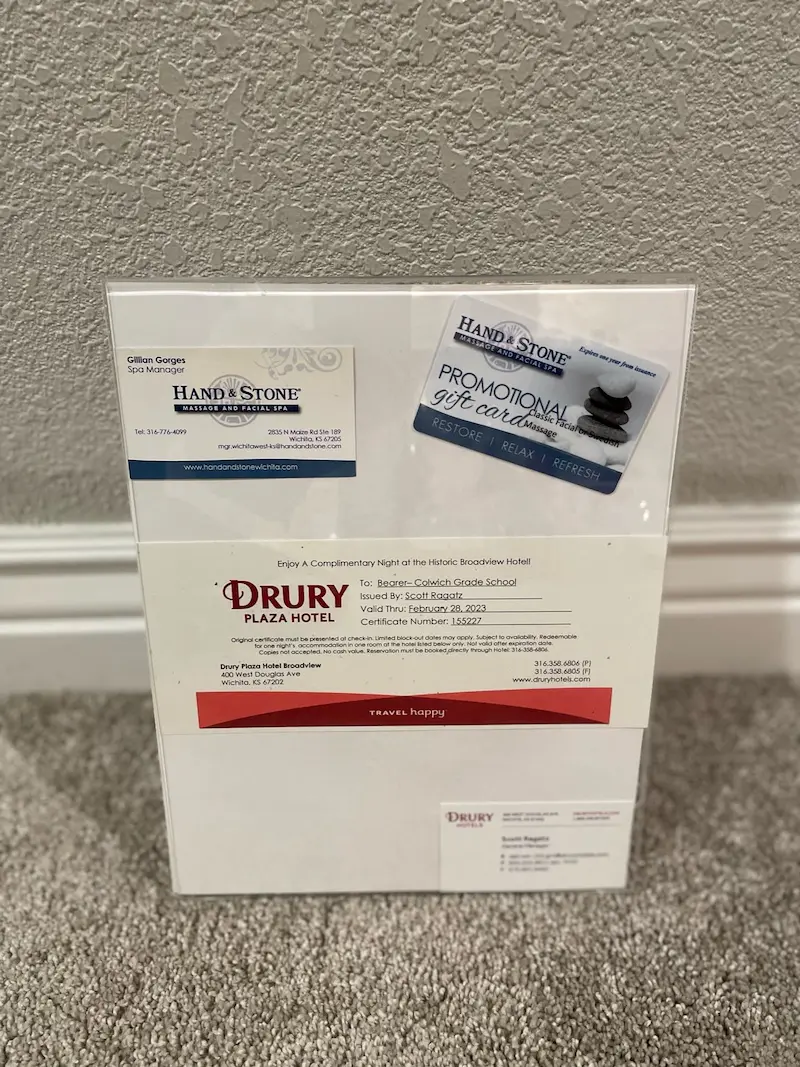 Gillian Gorges
Spa Manager
HAND & STONE®
MASSAGE AND FACIAL SPA
Tel: 316-776-4099
2835 N Maize Rd Ste 189
Wichita, KS 67205
mgr.wichitawest-ks@handandstone.com
www.handandstonewichita.com
HAND & STONE®
MASSAGE AND FACIAL SPA
Expires one year from issuance
PROMOTIONAL
gift card
Classic Facial or Swedish
Massage
RESTORE | RELAX | REFRESH
Enjoy A Complimentary Night at the Historic Broadview Hotel!
DRURY
PLAZA HOTEL
To: Bearer– Colwich Grade School
Issued By: Scott Ragatz
Valid Thru: February 28, 2023
Certificate Number: 155227
Original certificate must be presented at check-in. Limited block-out dates may apply. Subject to availability. Redeemable
for one night's accommodation in one room at the hotel listed below only. Not valid after expiration date.
Copies not accepted. No cash value. Reservation must be booked directly through Hotel: 316-358-6806.
Drury Plaza Hotel Broadview
400 West Douglas Ave
Wichita, KS 67202
316.358.6806 (P)
316.358.6805 (F)
www.druryhotels.com
TRAVEL happy
DRURY
HOTELS
Scott Ragatz
General Manager